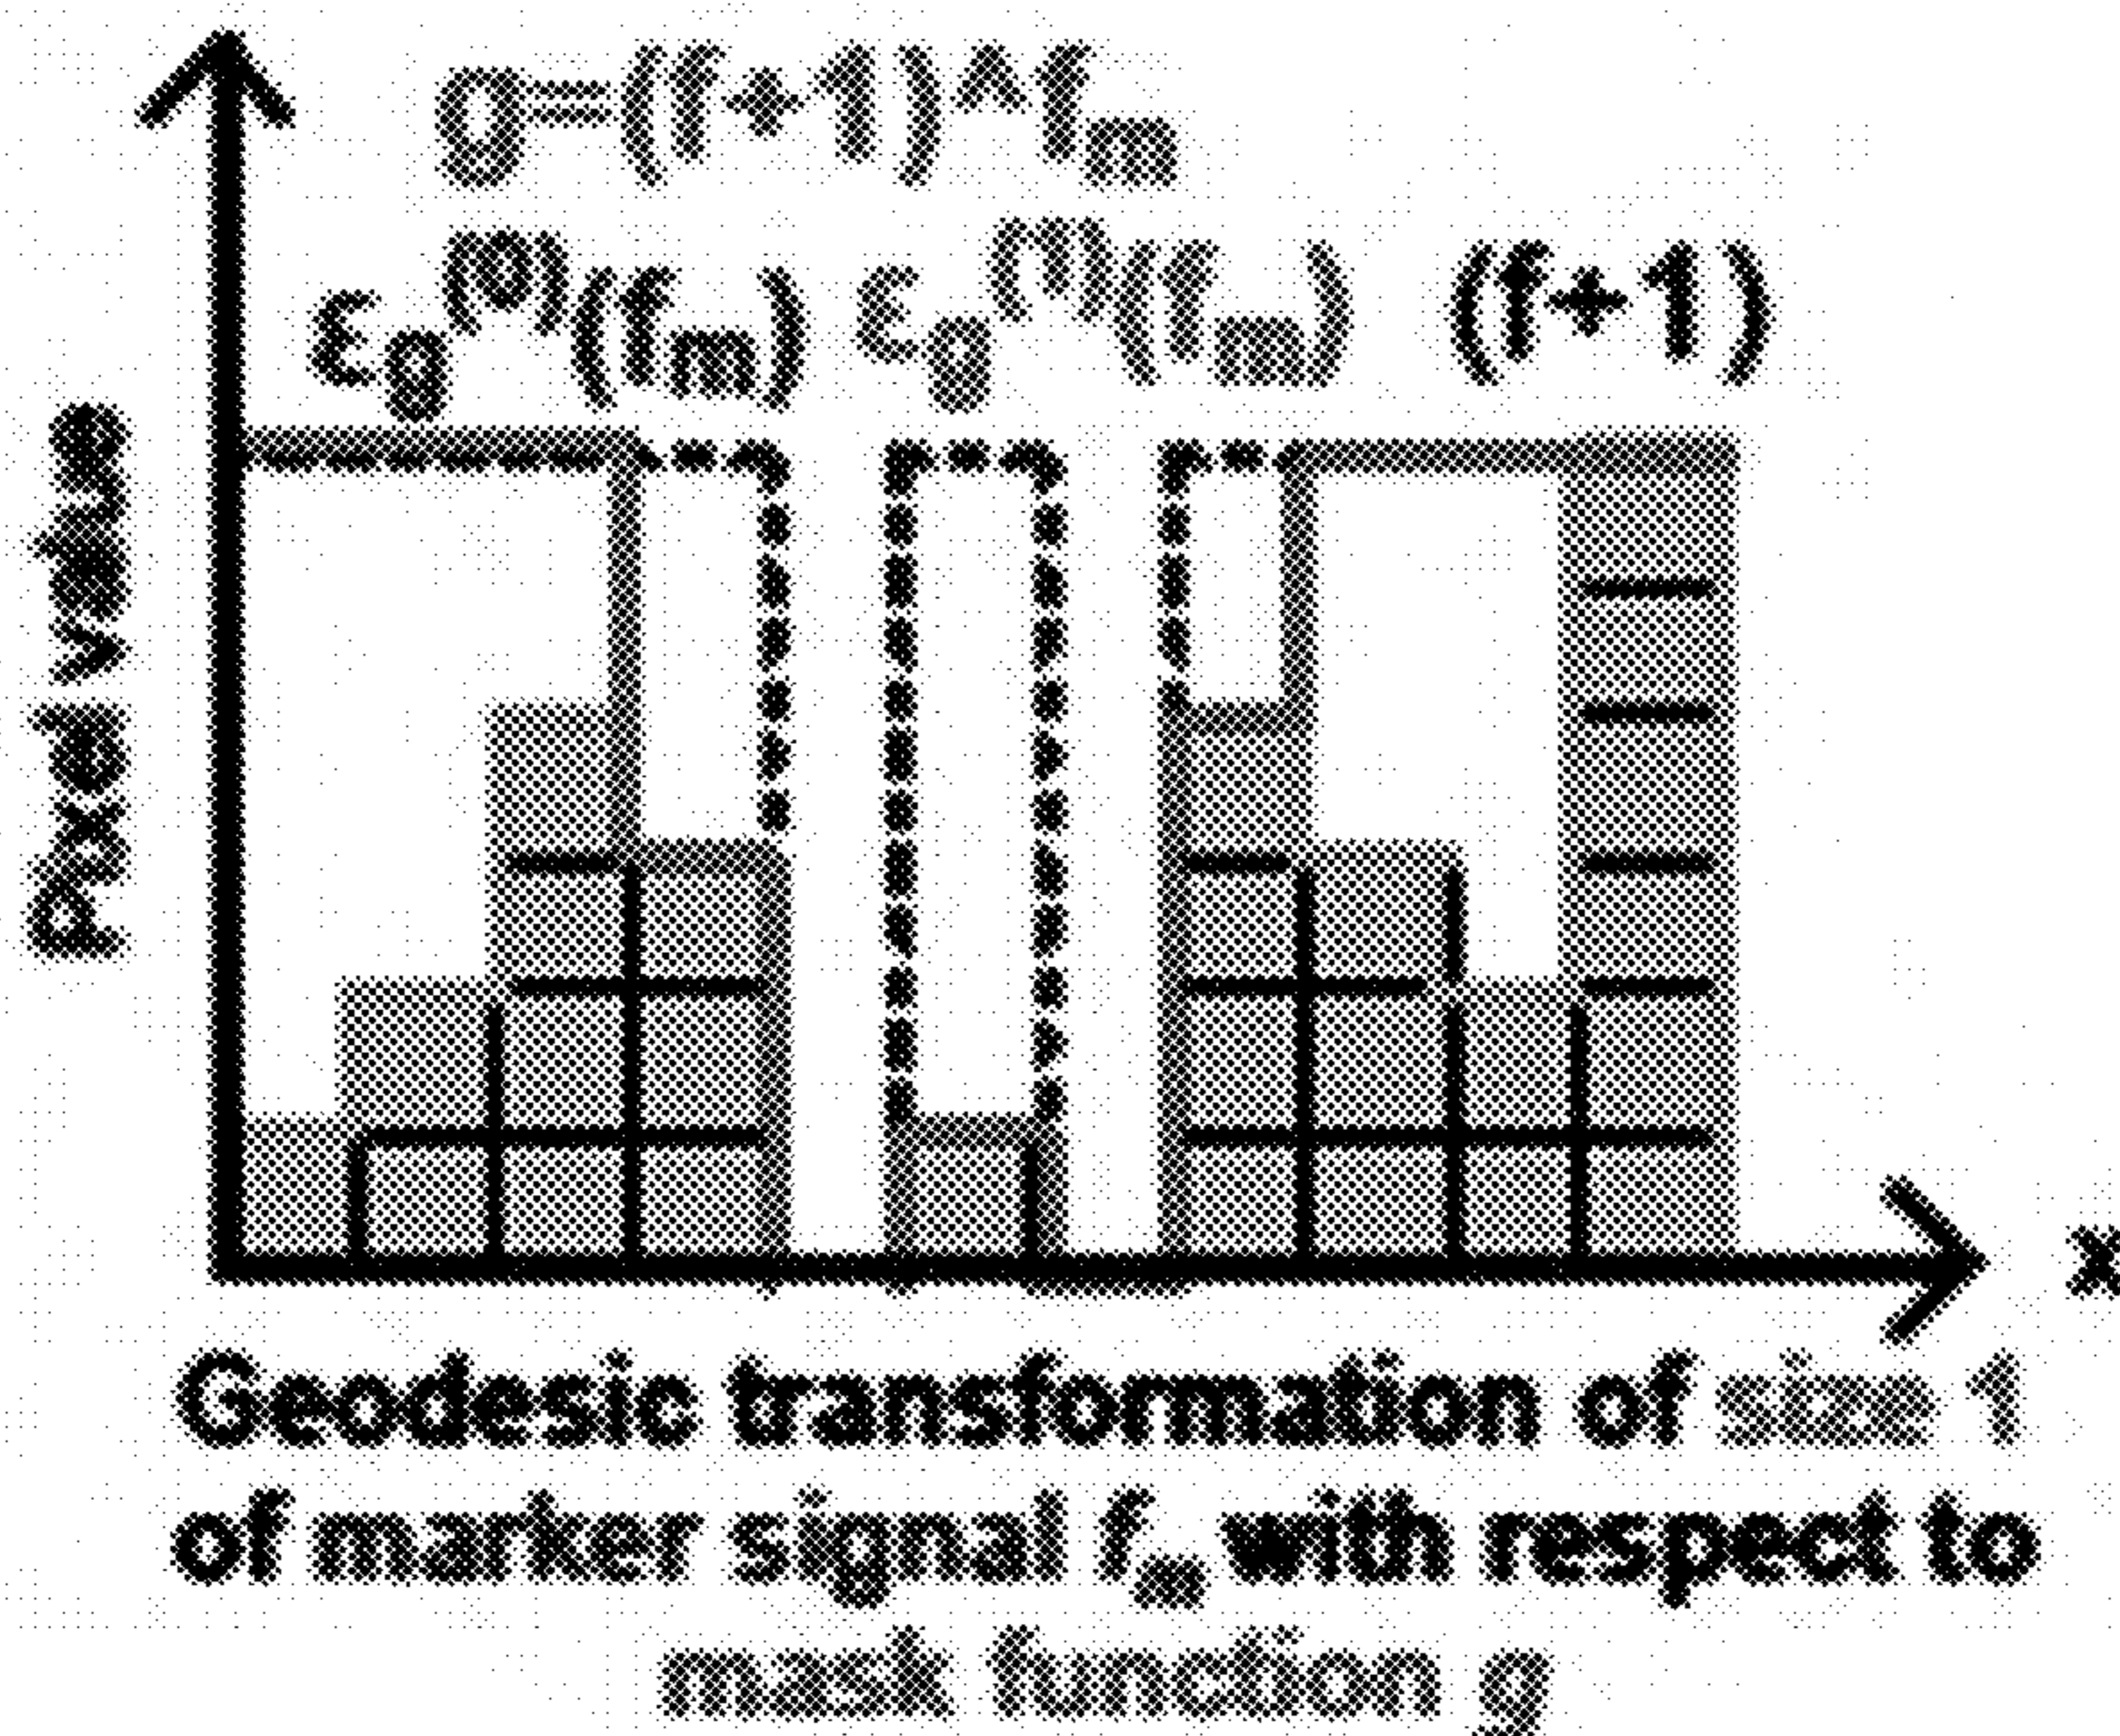 g=(f+1)^fm
εg(0)(fm) εg(1)(fm) (f+1)
Pixel value
x
Geodesic transformation of size 1
of marker signal fm with respect to
mask function g